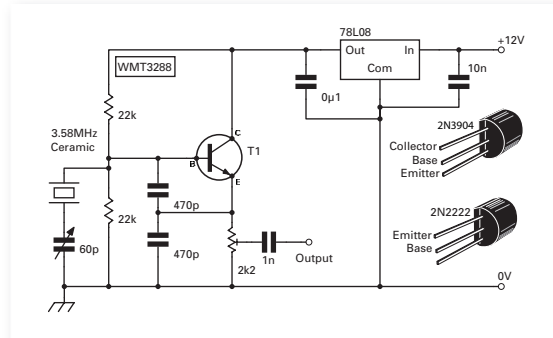 78L08
+12V
Out
In
Com
WMT3288
10n
0µ1
22k
2N3904
Collector
Base
Emitter
3.58MHz
Ceramic
C
T1
B
E
470p
22k
2N2222
Emitter
Base
60p
470p
1n
Output
2k2
0V